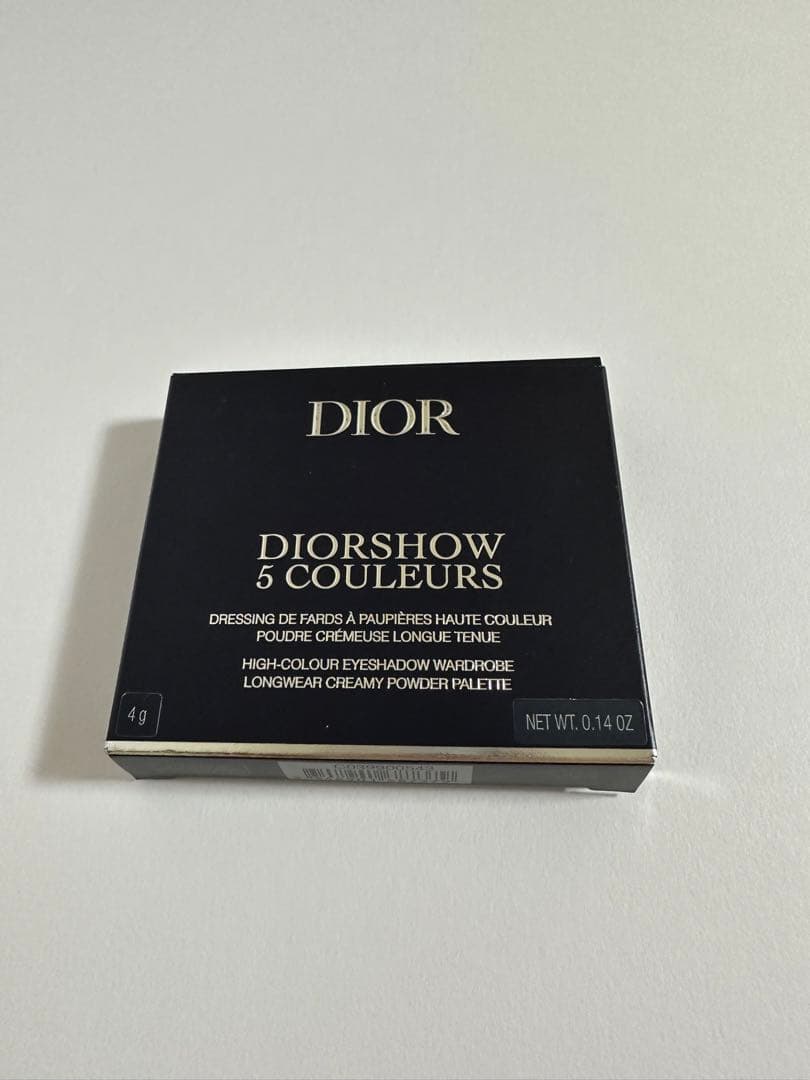 DIOR
DIORSHOW
5 COULEURS
DRESSING DE FARDS À PAUPIÈRES HAUTE COULEUR
POUDRE CRÉMEUSE LONGUE TENUE
HIGH-COLOUR EYESHADOW WARDROBE
LONGWEAR CREAMY POWDER PALETTE
4 g
NET WT. 0.14 OZ
C039900543